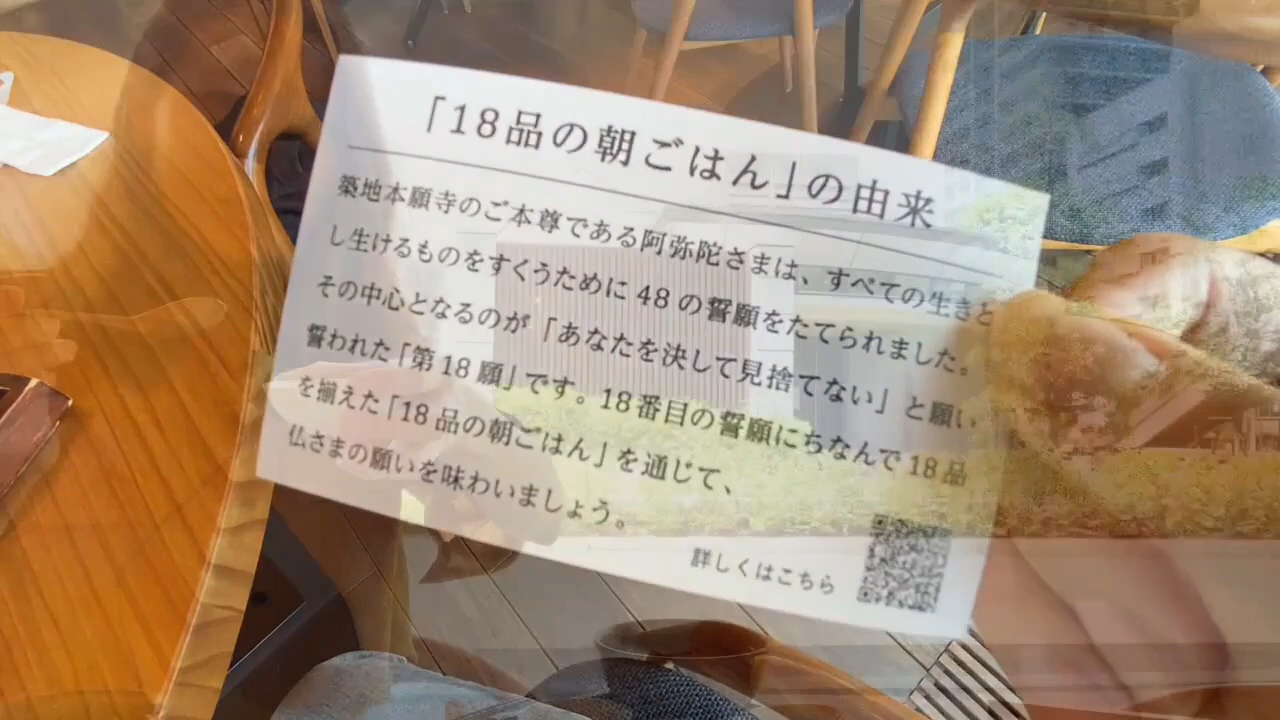 「18品の朝ごはん」の由来
築地本願寺のご本尊である阿弥陀さまは、すべての生きと
し生けるものをすくうために48の誓願をたてられました。
その中心となるのが「あなたを決して見捨てない」と願い
誓われた「第18願」です。18番目の誓願にちなんで18品
を揃えた「18品の朝ごはん」を通じて、
仏さまの願いを味わいましょう。
詳しくはこちら